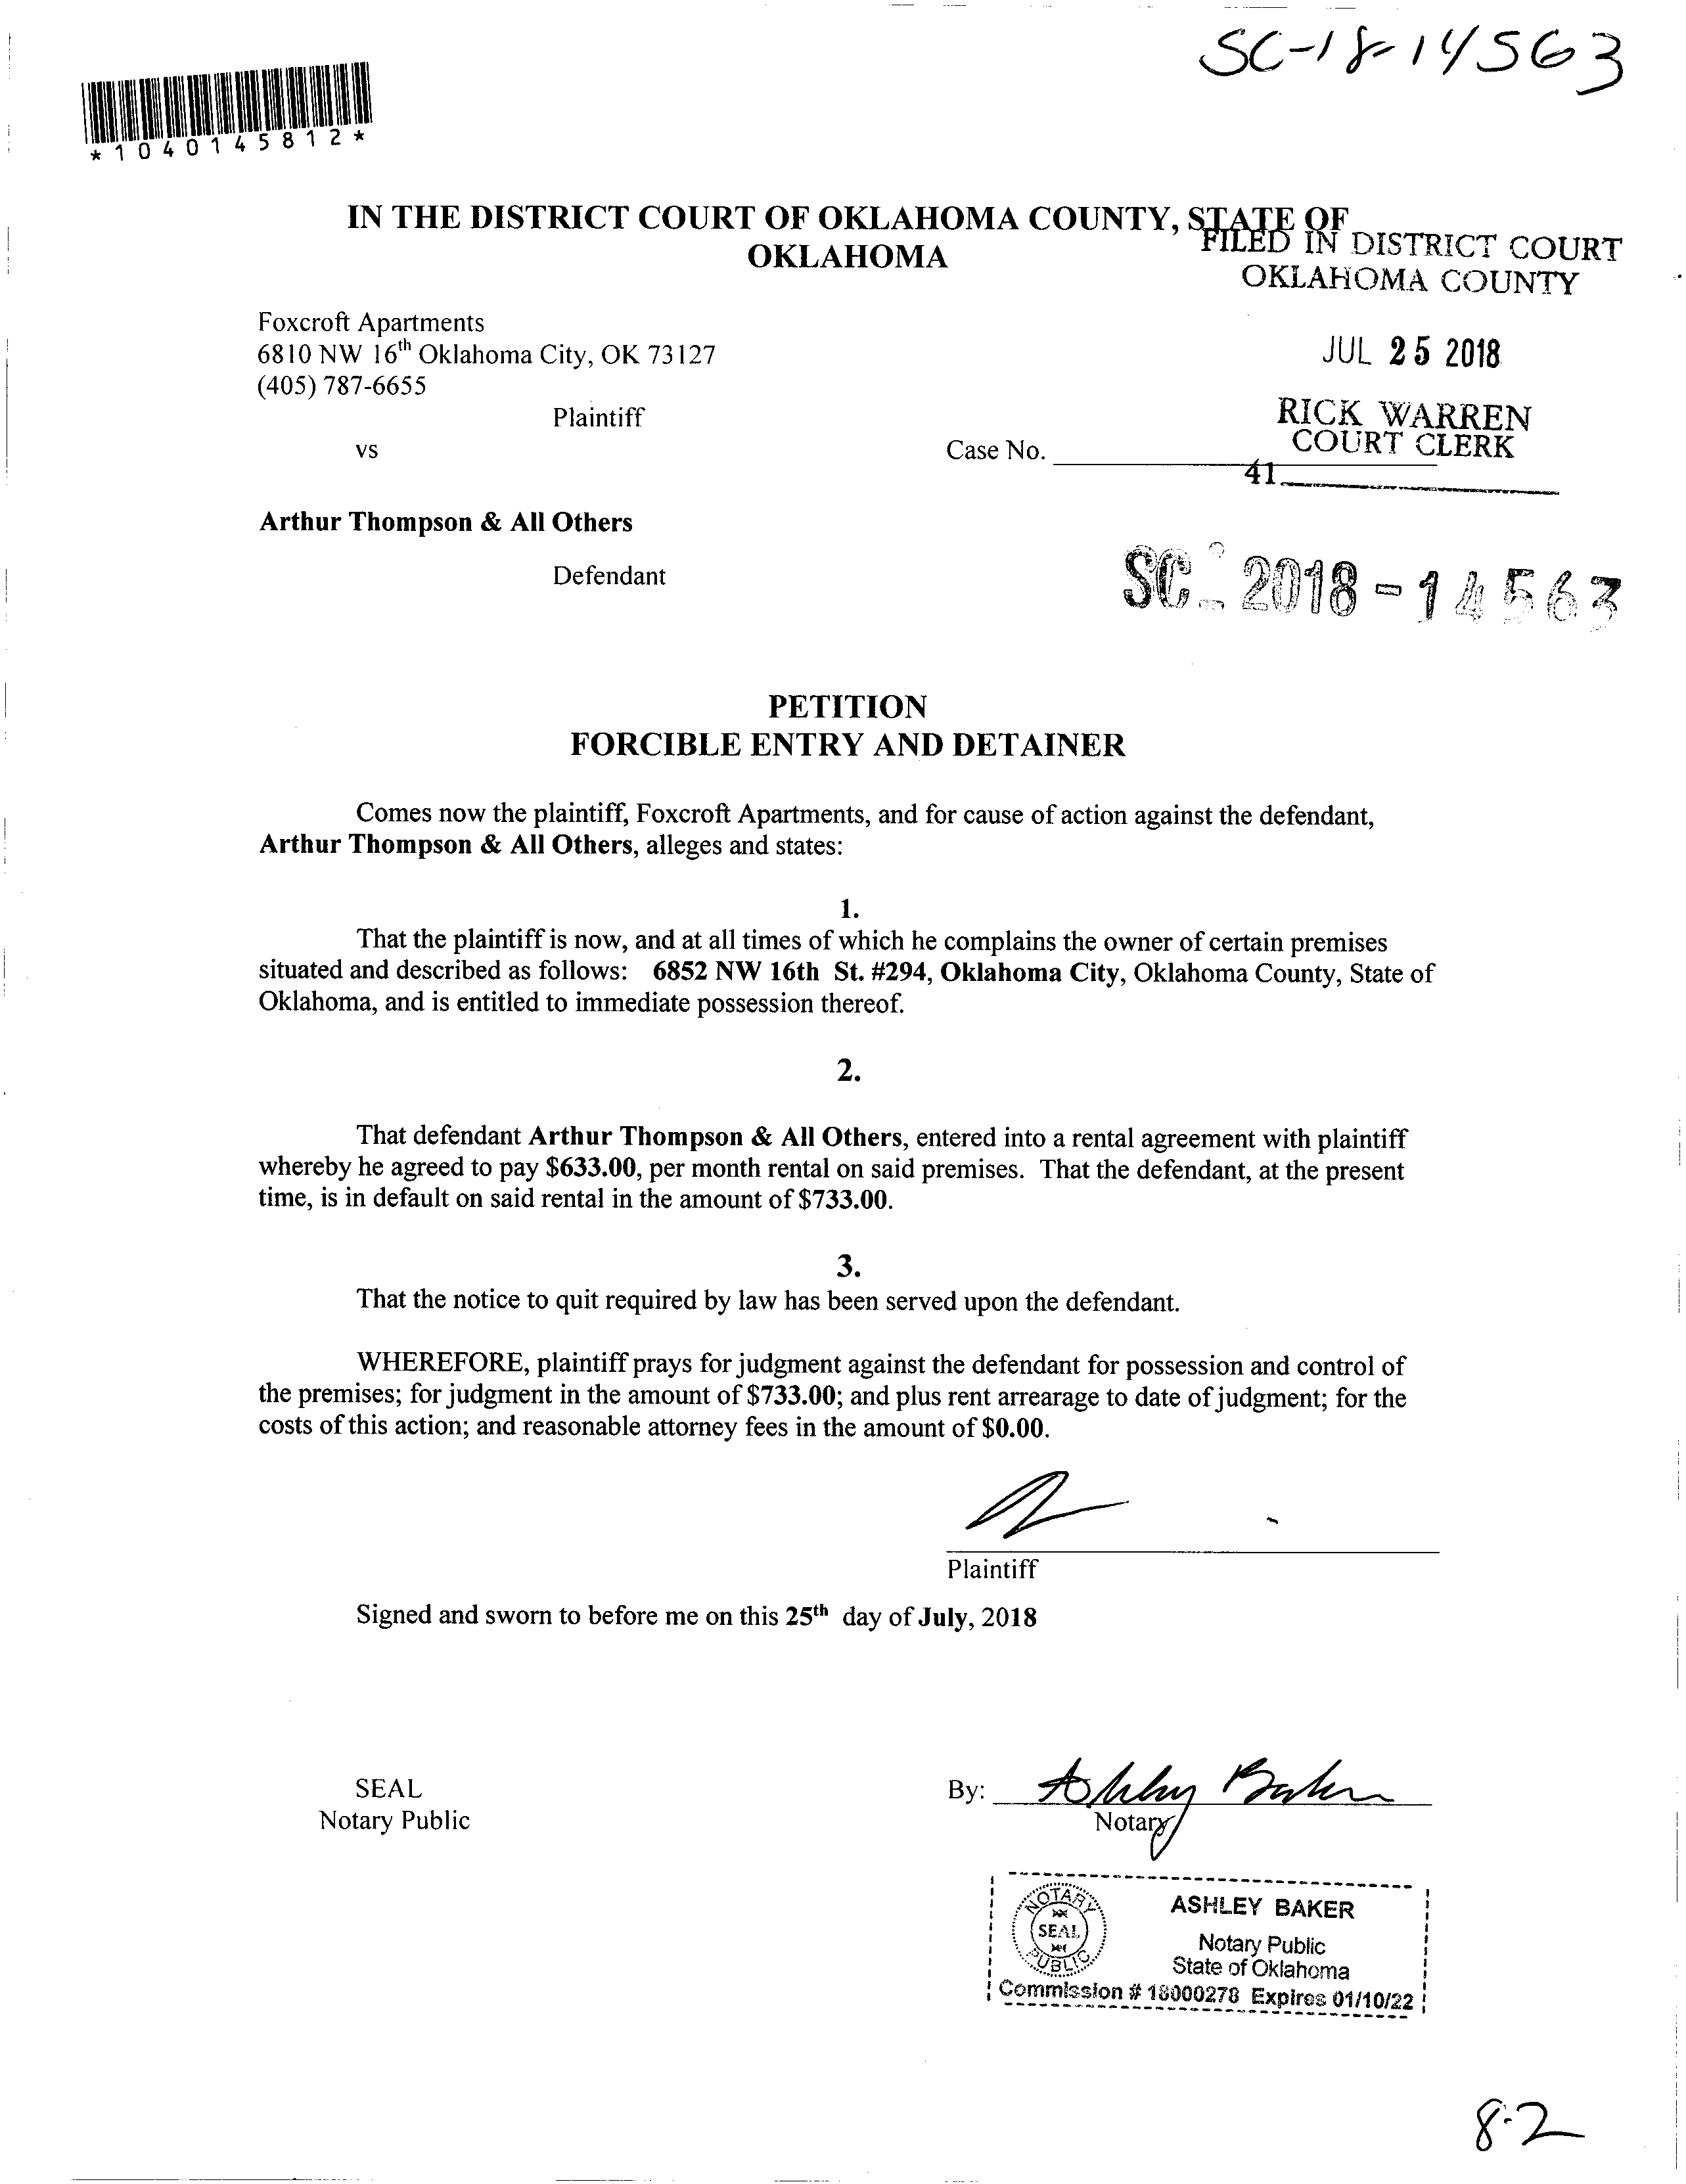 SC-18-14563
*1040145812*
IN THE DISTRICT COURT OF OKLAHOMA COUNTY, STATE OF
OKLAHOMA
FILED IN DISTRICT COURT
OKLAHOMA COUNTY
Foxcroft Apartments
6810 NW 16th Oklahoma City, OK 73127
(405) 787-6655
JUL 25 2018
Plaintiff
RICK WARREN
COURT CLERK
vs
Case No.
41
Arthur Thompson & All Others
Defendant
SC-2018-14563
PETITION
FORCIBLE ENTRY AND DETAINER
Comes now the plaintiff, Foxcroft Apartments, and for cause of action against the defendant,
Arthur Thompson & All Others, alleges and states:
1.
That the plaintiff is now, and at all times of which he complains the owner of certain premises
situated and described as follows: 6852 NW 16th St. #294, Oklahoma City, Oklahoma County, State of
Oklahoma, and is entitled to immediate possession thereof.
2.
That defendant Arthur Thompson & All Others, entered into a rental agreement with plaintiff
whereby he agreed to pay $633.00, per month rental on said premises. That the defendant, at the present
time, is in default on said rental in the amount of $733.00.
3.
That the notice to quit required by law has been served upon the defendant.
WHEREFORE, plaintiff prays for judgment against the defendant for possession and control of
the premises; for judgment in the amount of $733.00; and plus rent arrearage to date of judgment; for the
costs of this action; and reasonable attorney fees in the amount of $0.00.
Plaintiff
Signed and sworn to before me on this 25th day of July, 2018
SEAL
Notary Public
By: Ashley Baker
Notary
NOTARY
SEAL
PUBLIC
ASHLEY BAKER
Notary Public
State of Oklahoma
Commission # 18000278 Expires 01/10/22
8-2